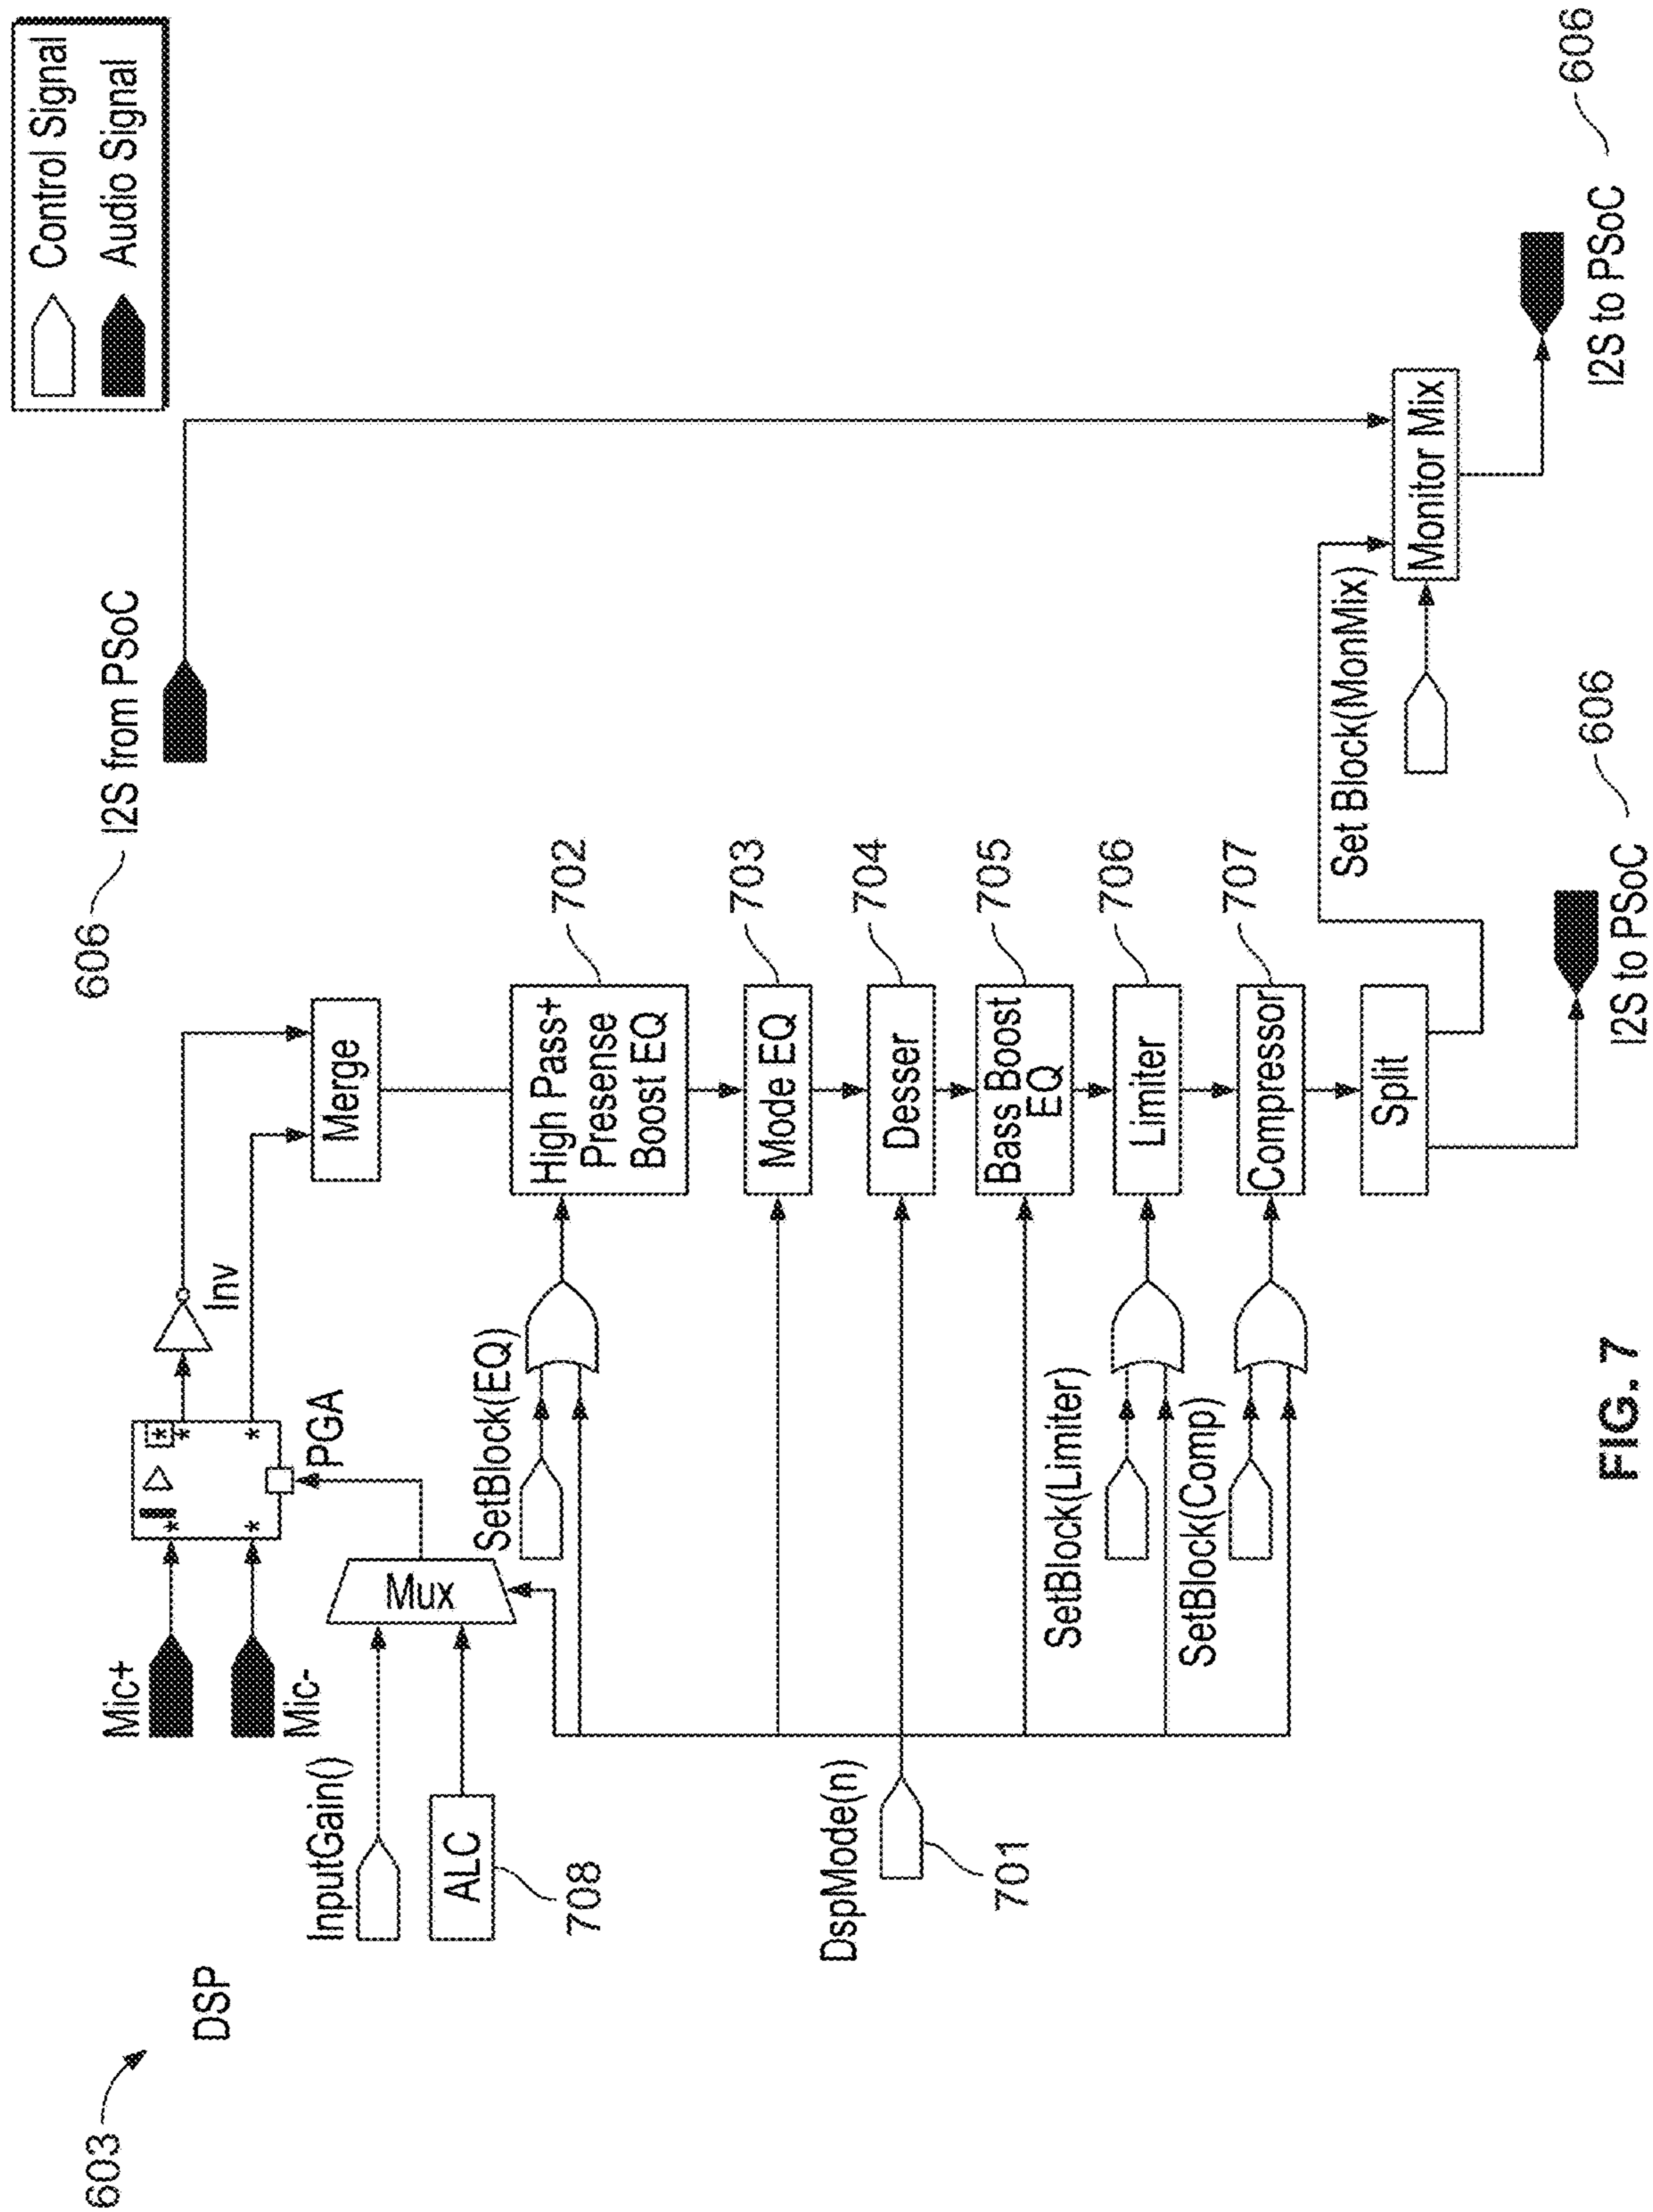 603
DSP
Control Signal
Audio Signal
Mic+
Mic-
InputGain()
ALC
708
Mux
PGA
Inv
606
I2S from PSoC
Merge
SetBlock(EQ)
High Pass+
Presense
Boost EQ
702
Mode EQ
703
DspMode(n)
701
Desser
704
Bass Boost
EQ
705
SetBlock(Limiter)
Limiter
706
SetBlock(Comp)
Compressor
707
Split
Set Block(MonMix)
Monitor Mix
I2S to PSoC
606
I2S to PSoC
606
FIG. 7